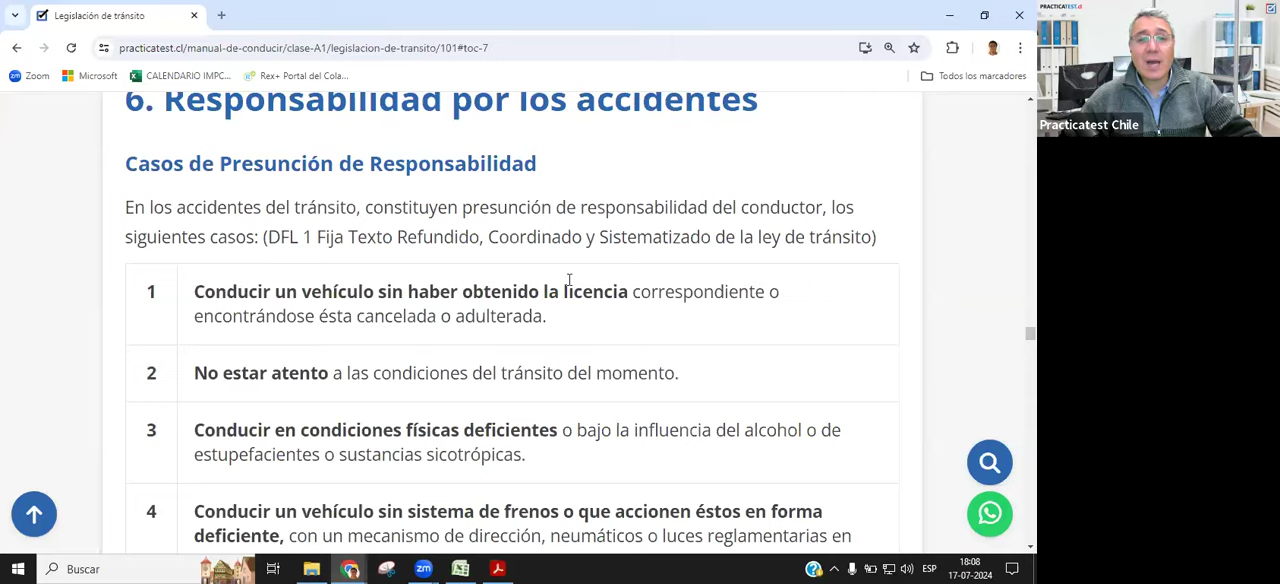 Legislación de tránsito
practicatest.cl/manual-de-conducir/clase-A1/legislacion-de-transito/101#toc-7
Zoom
Microsoft
CALENDARIO IMPC...
Rex+ Portal del Cola...
Todos los marcadores
PRACTICATEST.cl
Practicatest Chile
6. Responsabilidad por los accidentes
Casos de Presunción de Responsabilidad
En los accidentes del tránsito, constituyen presunción de responsabilidad del conductor, los
siguientes casos: (DFL 1 Fija Texto Refundido, Coordinado y Sistematizado de la ley de tránsito)
1 Conducir un vehículo sin haber obtenido la licencia correspondiente o
encontrándose ésta cancelada o adulterada.
2 No estar atento a las condiciones del tránsito del momento.
3 Conducir en condiciones físicas deficientes o bajo la influencia del alcohol o de
estupefacientes o sustancias sicotrópicas.
4 Conducir un vehículo sin sistema de frenos o que accionen éstos en forma
deficiente, con un mecanismo de dirección, neumáticos o luces reglamentarias en
Buscar
zm
ESP
18:08
17-07-2024